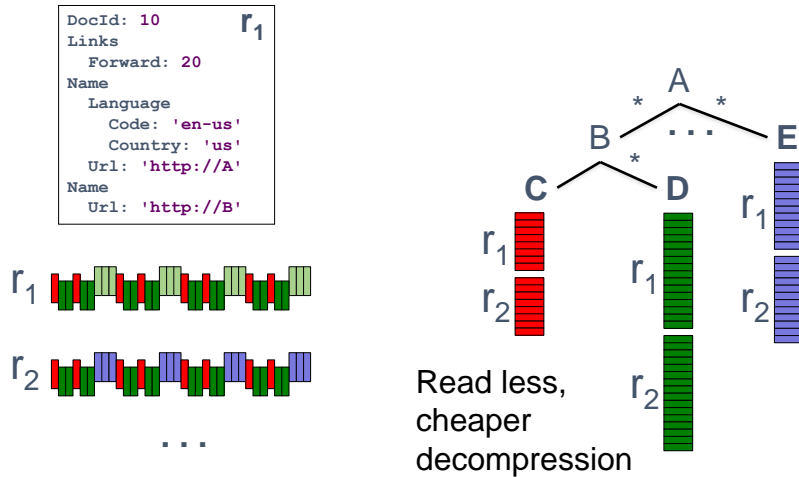 DocId: 10
r1
Links
Forward: 20
Name
Language
Code: 'en-us'
Country: 'us'
Url: 'http://A'
Name
Url: 'http://B'
r1
r2
. . .
A
* *
B . . . E
*
C D
r1
r1
r1
r2
r2
r2
Read less,
cheaper
decompression